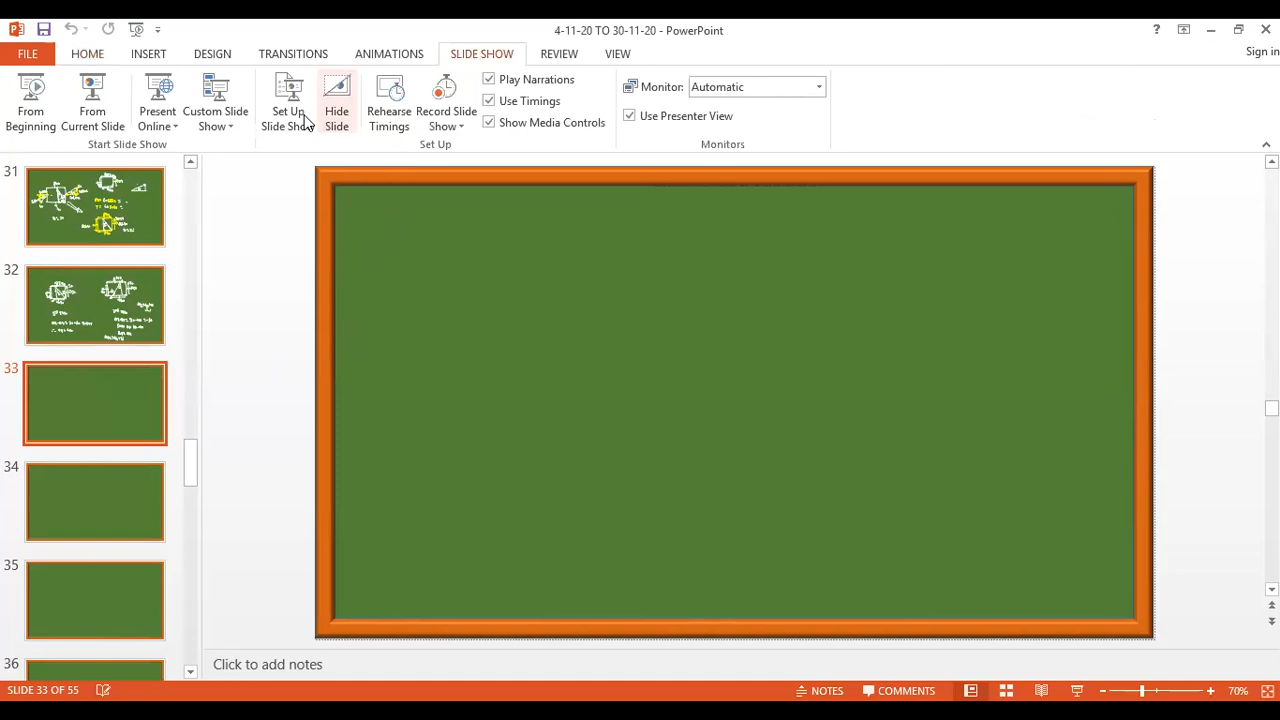 4-11-20 TO 30-11-20 - PowerPoint
FILE HOME INSERT DESIGN TRANSITIONS ANIMATIONS SLIDE SHOW REVIEW VIEW Sign in
From Beginning
From Current Slide
Present Online
Custom Slide Show
Set Up Slide Show
Hide Slide
Rehearse Timings
Record Slide Show
Play Narrations
Use Timings
Show Media Controls
Monitor: Automatic
Use Presenter View
Start Slide Show Set Up Monitors
31
32
33
34
35
36
Click to add notes
SLIDE 33 OF 55 NOTES COMMENTS 70%